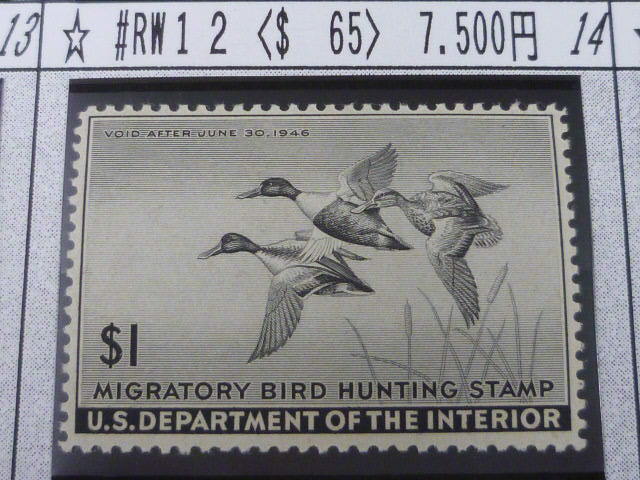 13 ☆ #RW12 <$ 65> 7.500円 14
VOID AFTER JUNE 30, 1946
$1
MIGRATORY BIRD HUNTING STAMP
U.S. DEPARTMENT OF THE INTERIOR